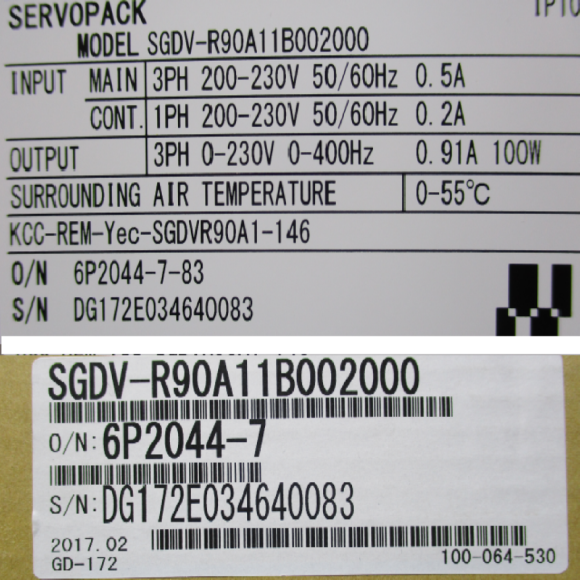 SERVOPACK
MODEL SGDV-R90A11B002000
INPUT MAIN 3PH 200-230V 50/60Hz 0.5A
CONT. 1PH 200-230V 50/60Hz 0.2A
OUTPUT 3PH 0-230V 0-400Hz 0.91A 100W
SURROUNDING AIR TEMPERATURE 0-55℃
KCC-REM-Yec-SGDVR90A1-146
O/N 6P2044-7-83
S/N DG172E034640083
SGDV-R90A11B002000
O/N: 6P2044-7
S/N: DG172E034640083
2017.02
GD-172 100-064-530